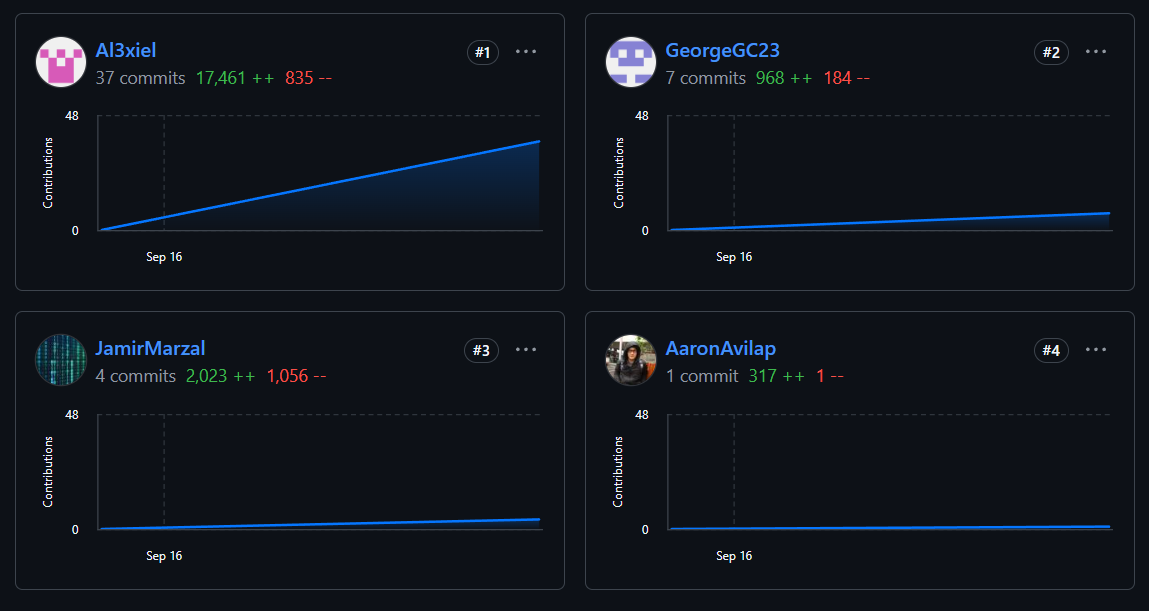 Al3xiel
#1
37 commits 17,461 ++ 835 --
48
Contributions
0
Sep 16
GeorgeGC23
#2
7 commits 968 ++ 184 --
48
Contributions
0
Sep 16
JamirMarzal
#3
4 commits 2,023 ++ 1,056 --
48
Contributions
0
Sep 16
AaronAvilap
#4
1 commit 317 ++ 1 --
48
Contributions
0
Sep 16